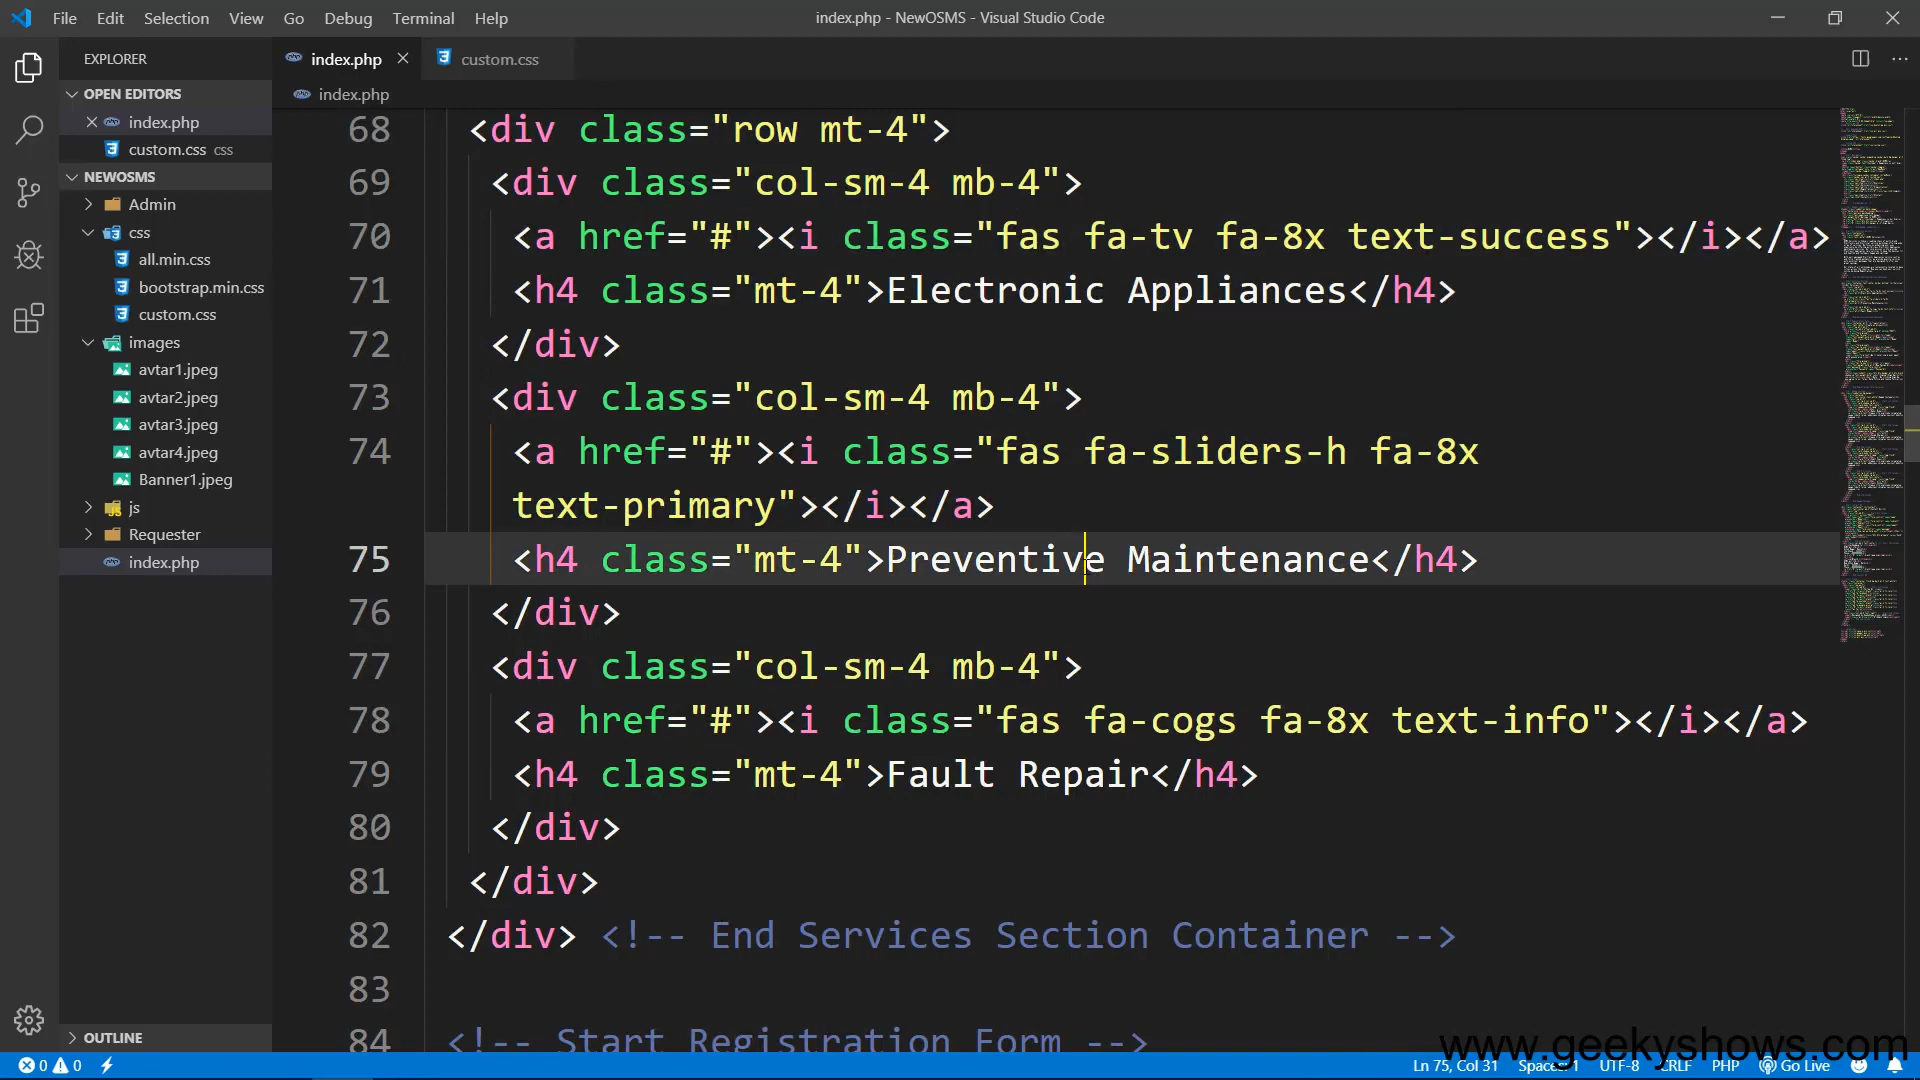 File Edit Selection View Go Debug Terminal Help
index.php - NewOSMS - Visual Studio Code
EXPLORER
OPEN EDITORS
index.php
custom.css css
NEWOSMS
Admin
css
all.min.css
bootstrap.min.css
custom.css
images
avtar1.jpeg
avtar2.jpeg
avtar3.jpeg
avtar4.jpeg
Banner1.jpeg
js
Requester
index.php
OUTLINE
index.php custom.css
index.php
68 <div class="row mt-4">
69 <div class="col-sm-4 mb-4">
70 <a href="#"><i class="fas fa-tv fa-8x text-success"></i></a>
71 <h4 class="mt-4">Electronic Appliances</h4>
72 </div>
73 <div class="col-sm-4 mb-4">
74 <a href="#"><i class="fas fa-sliders-h fa-8x
text-primary"></i></a>
75 <h4 class="mt-4">Preventive Maintenance</h4>
76 </div>
77 <div class="col-sm-4 mb-4">
78 <a href="#"><i class="fas fa-cogs fa-8x text-info"></i></a>
79 <h4 class="mt-4">Fault Repair</h4>
80 </div>
81 </div>
82 </div> <!-- End Services Section Container -->
83
84 <!-- Start Registration Form -->
www.geekyshows.com
0 0 Ln 75, Col 31 Spaces: 1 UTF-8 CRLF PHP Go Live